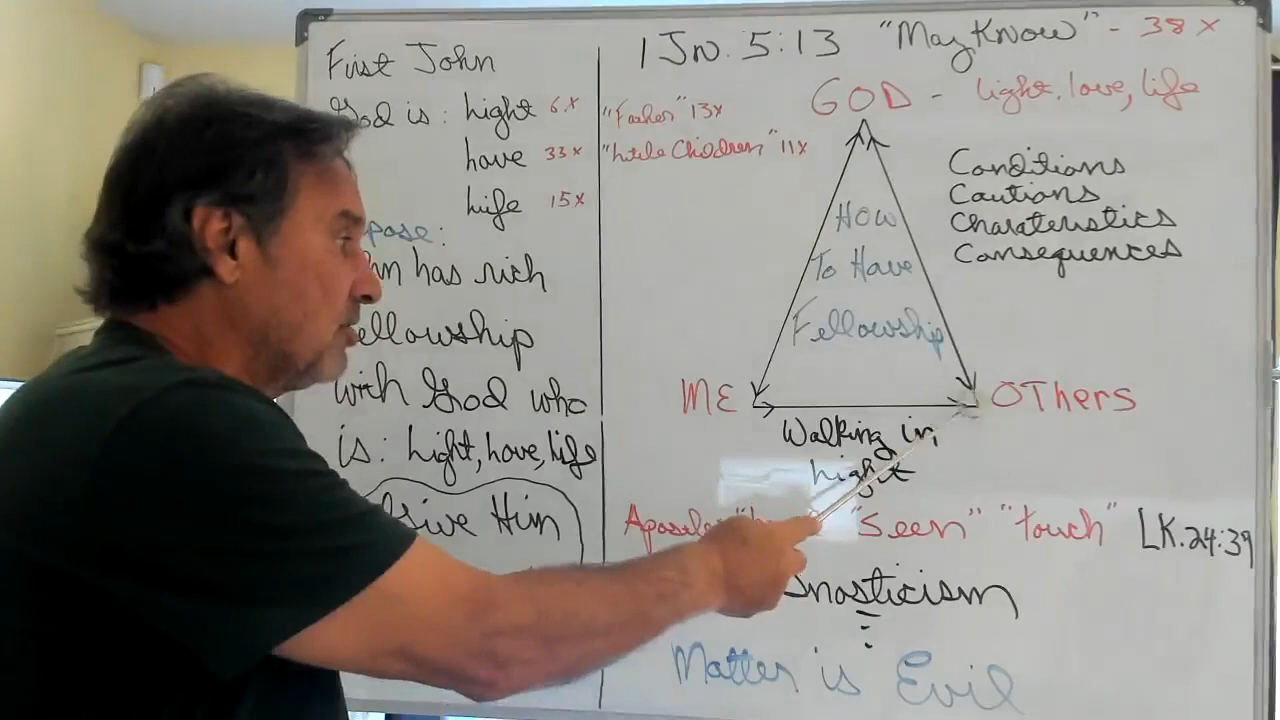 First John
God is: Light 6x
Love 33x
Life 15x
pose:
hn has rich
ellowship
with God who
is: Light, Love, Life
Give Him
1 Jn. 5:13 "May Know" - 38x
"Father" 13x
"Little Children" 11x
GOD - light, love, life
Conditions
Cautions
Charateristics
Consequences
How
To Have
Fellowship
ME
OTHers
Walking in
Light
"Seen" "touch" LK.24:39
nosticism
Matter is Evil